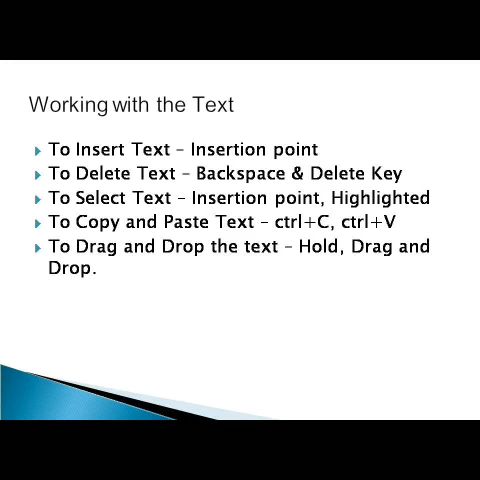 Working with the Text
To Insert Text – Insertion point
To Delete Text – Backspace & Delete Key
To Select Text – Insertion point, Highlighted
To Copy and Paste Text – ctrl+C, ctrl+V
To Drag and Drop the text – Hold, Drag and
Drop.